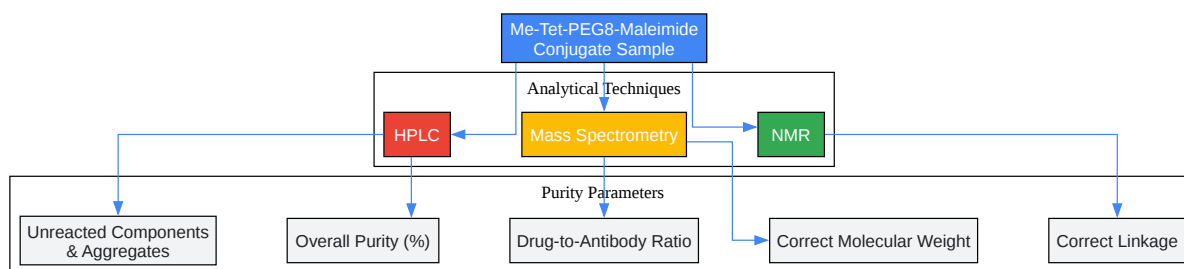 Me-Tet-PEG8-Maleimide
Conjugate Sample
Analytical Techniques
HPLC
Mass Spectrometry
NMR
Purity Parameters
Unreacted Components
& Aggregates
Overall Purity (%)
Drug-to-Antibody Ratio
Correct Molecular Weight
Correct Linkage